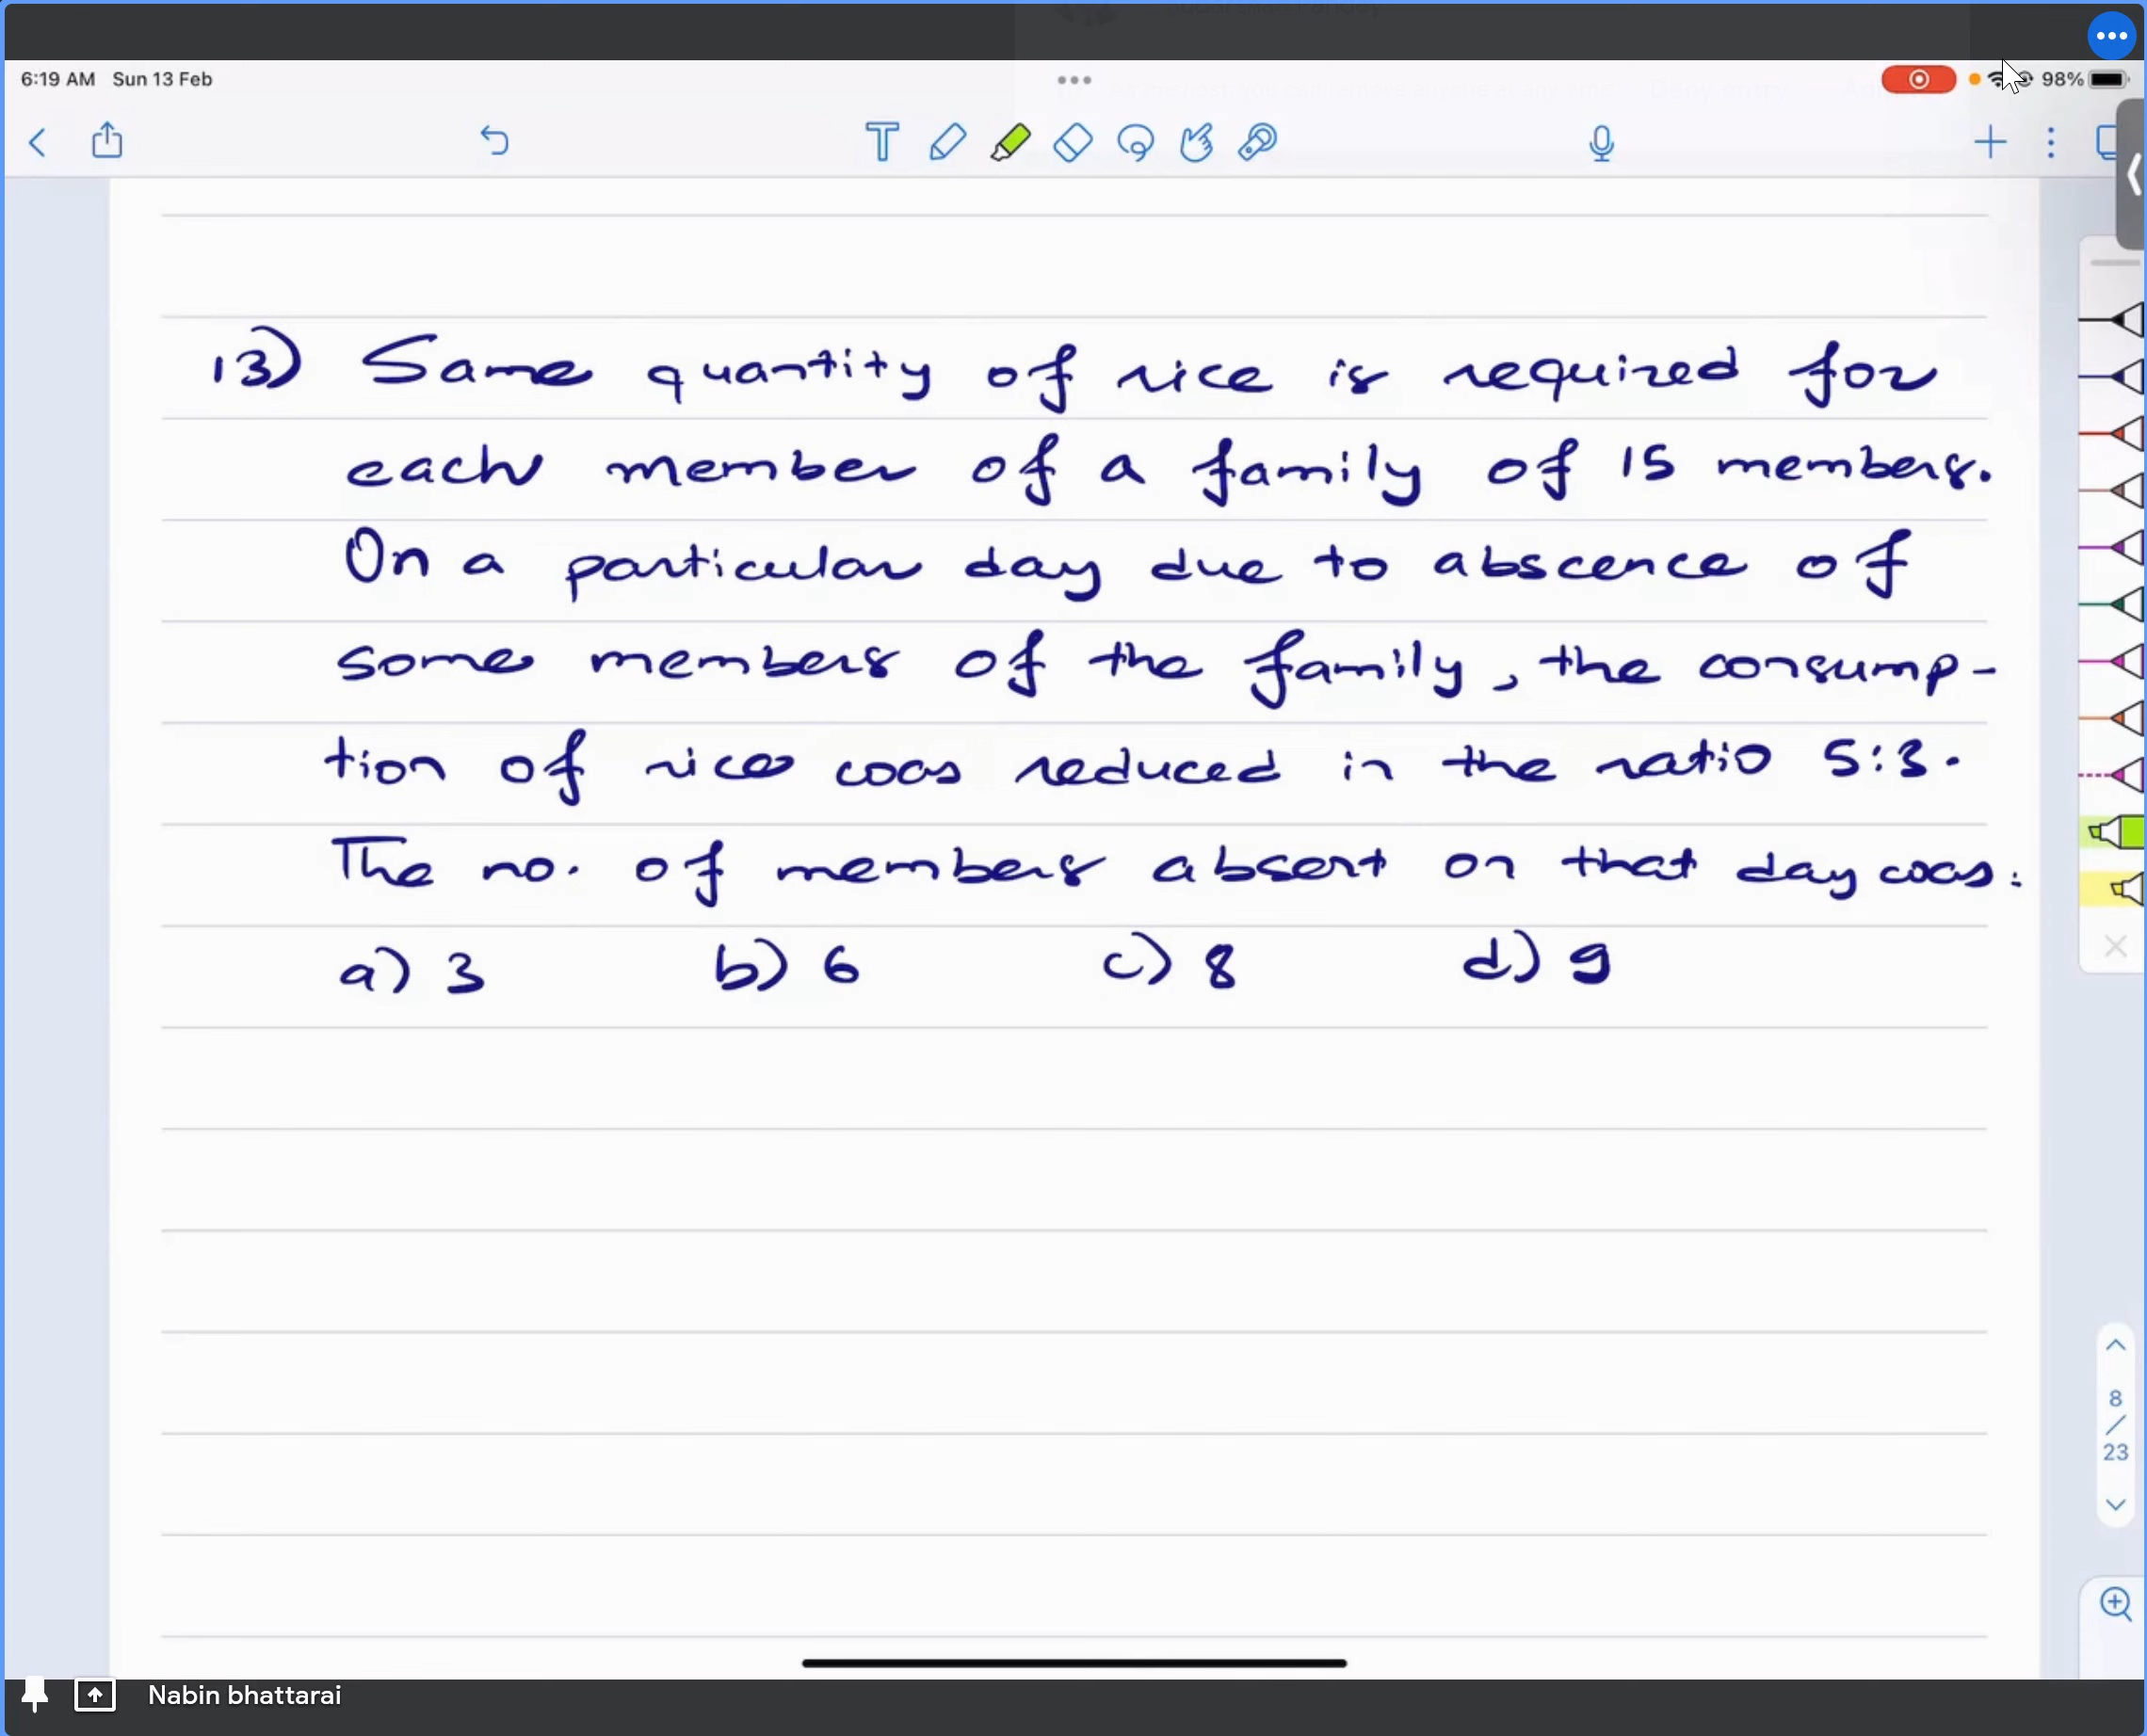 6:19 AM Sun 13 Feb
98%
13) Same quantity of rice is required for
each member of a family of 15 members.
On a particular day due to abscence of
some members of the family, the consump-
tion of rice was reduced in the ratio 5:3.
The no. of members absent on that day was:
a) 3 b) 6 c) 8 d) 9
8
/
23
Nabin bhattarai